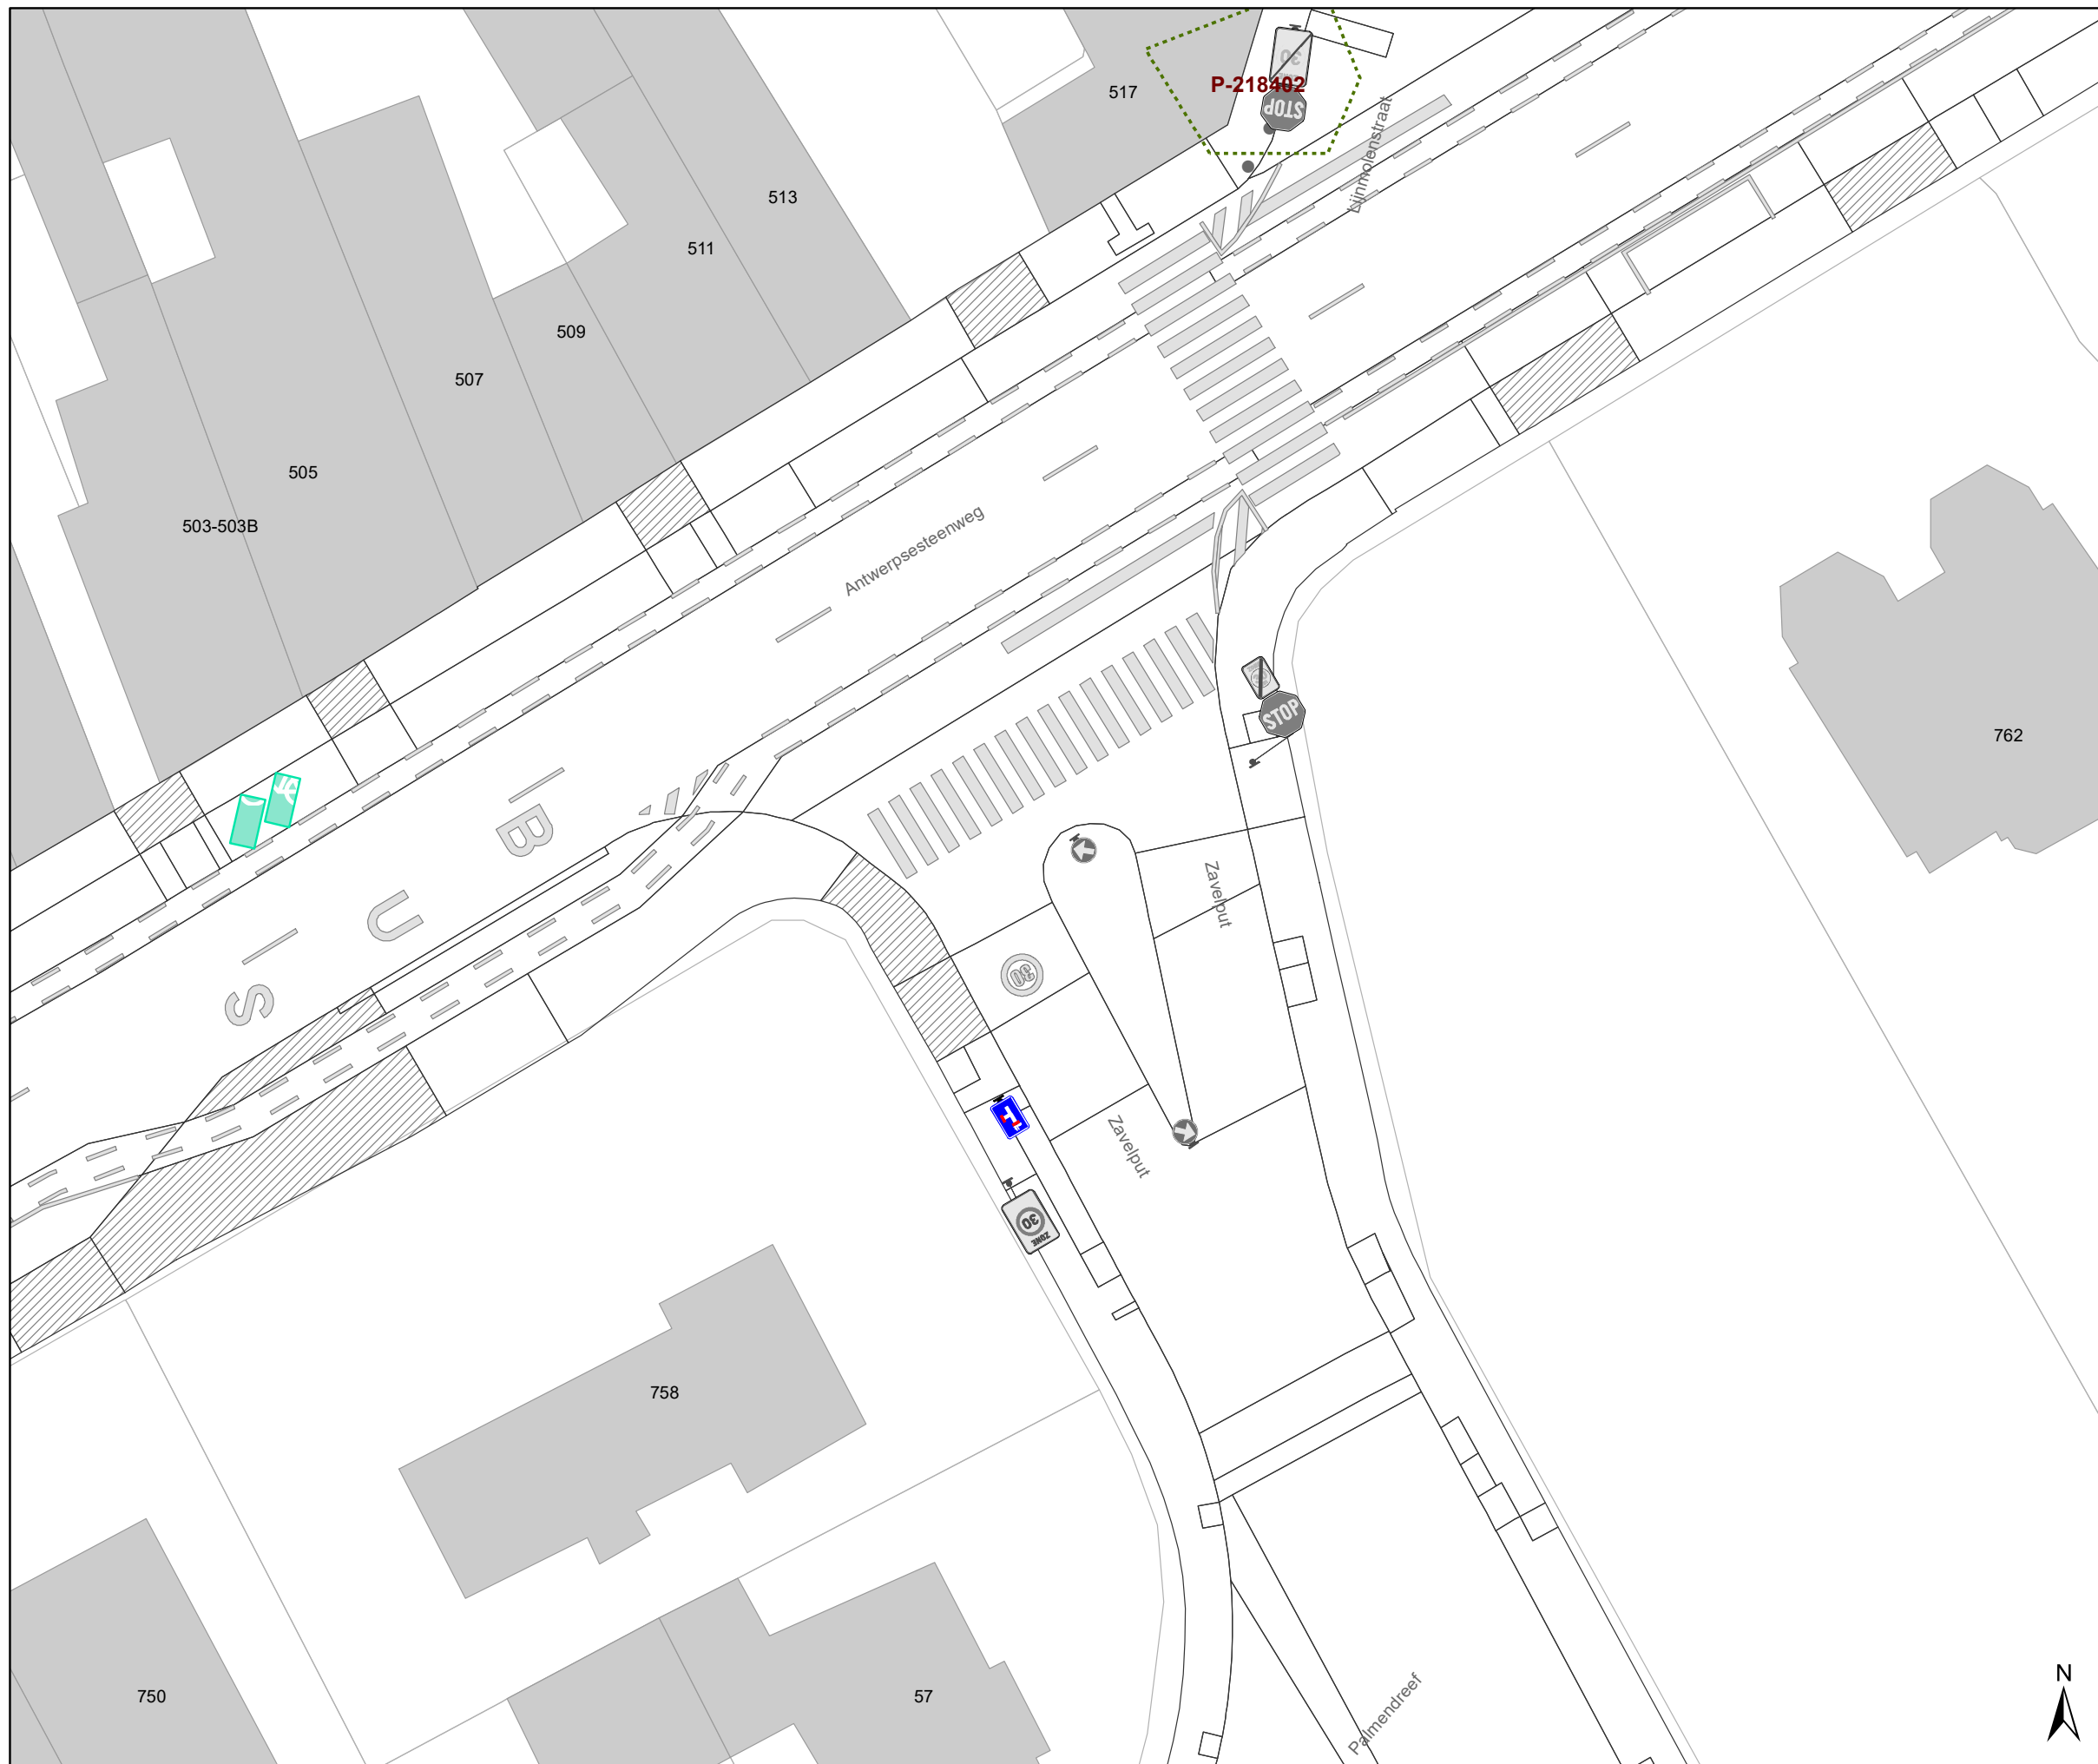 517
30
P-218402
STOP
Lijnmolenstraat
513
511
509
507
505
503-503B
Antwerpsesteenweg
STOP
762
B
U
S
Zavelput
30
Zavelput
30
ZONE
758
750
57
Palmendreef
N